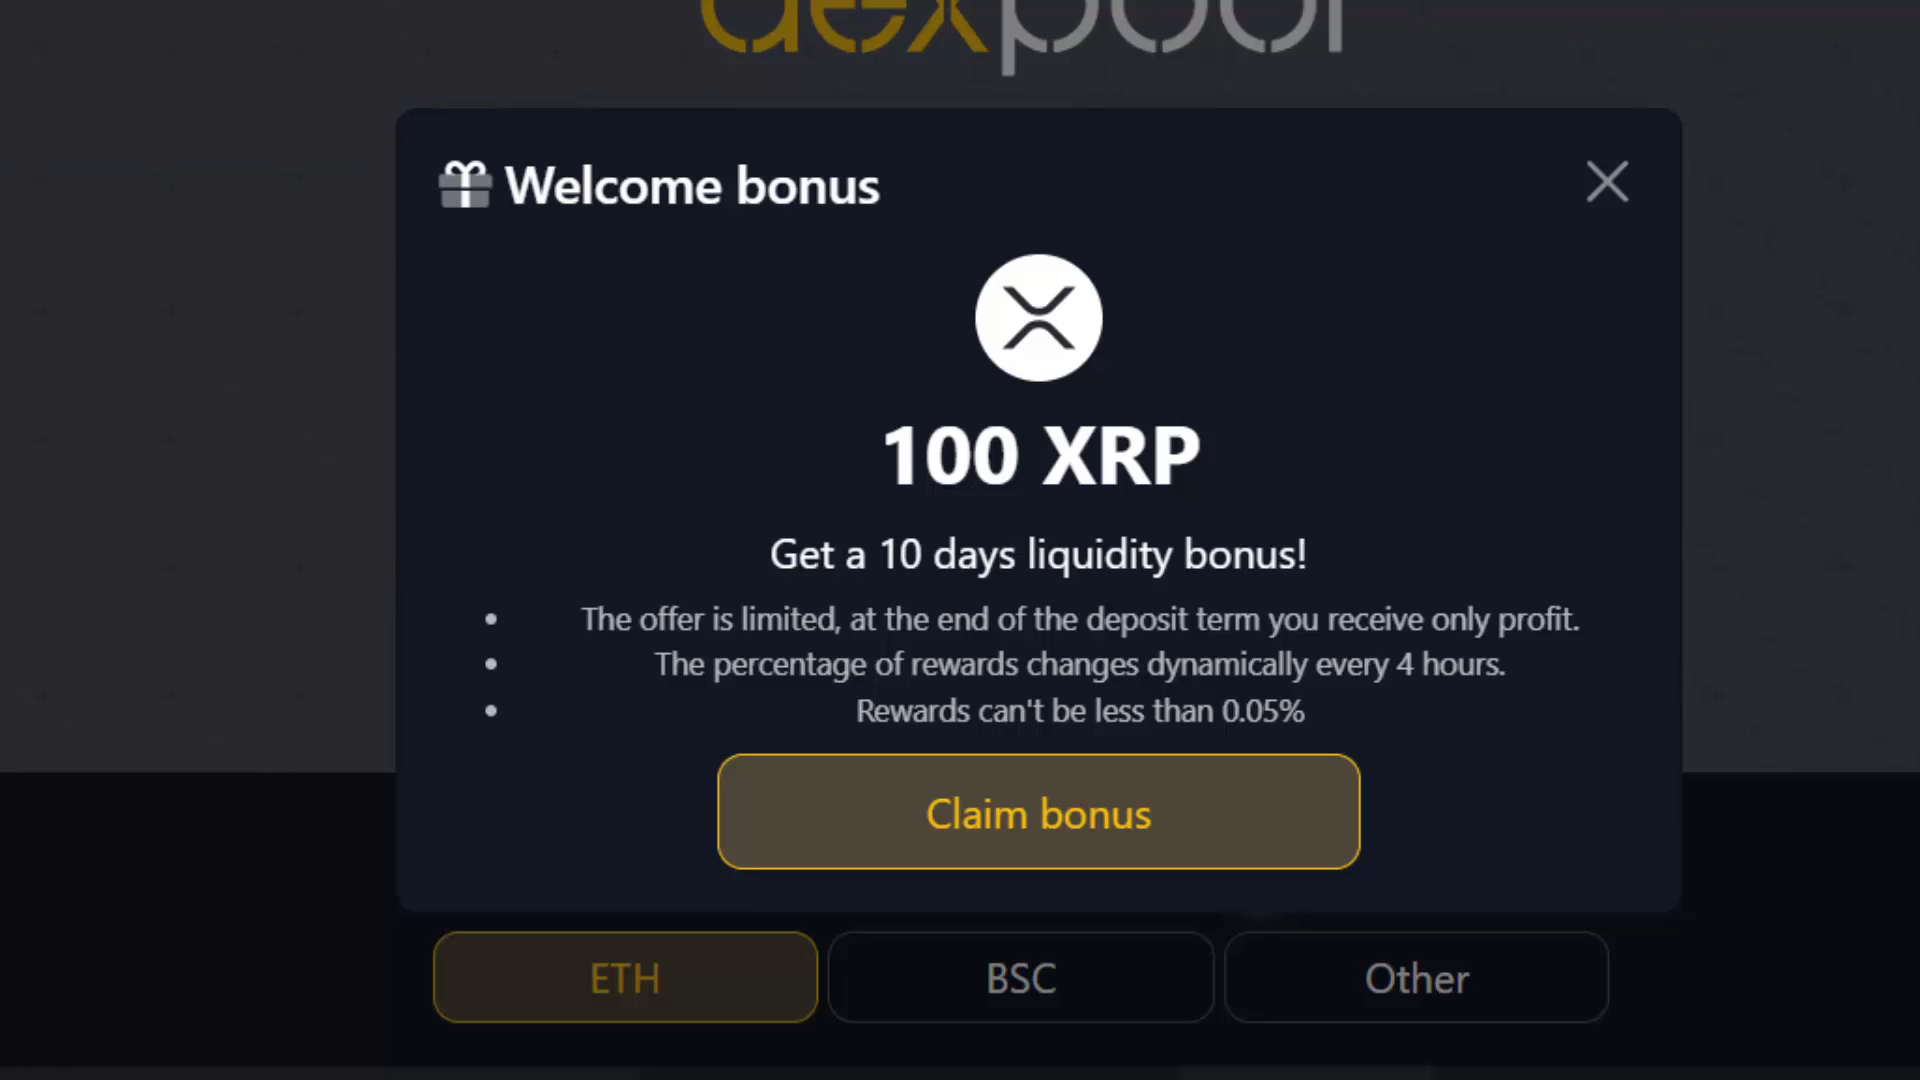 dexpool
Welcome bonus
100 XRP
Get a 10 days liquidity bonus!
The offer is limited, at the end of the deposit term you receive only profit.
The percentage of rewards changes dynamically every 4 hours.
Rewards can't be less than 0.05%
Claim bonus
ETH
BSC
Other